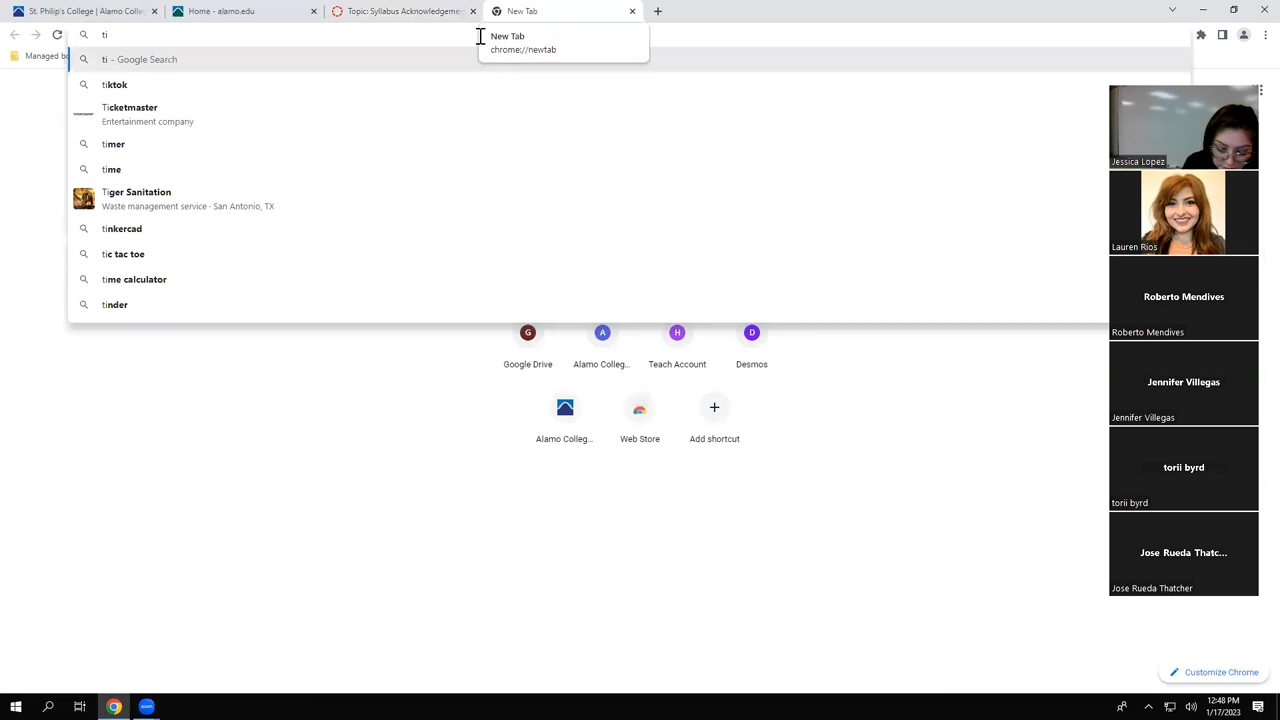 St. Philip's College | Canvas
Home - alamo.edu
Topic: Syllabus Acknowledgeme
New Tab
ti
New Tab
chrome://newtab
Managed bo
ti - Google Search
tiktok
Ticketmaster
Entertainment company
timer
time
Tiger Sanitation
Waste management service · San Antonio, TX
tinkercad
tic tac toe
time calculator
tinder
G
A
H
D
Google Drive
Alamo Colleg...
Teach Account
Desmos
Alamo Colleg...
Web Store
Add shortcut
Jessica Lopez
Lauren Rios
Roberto Mendives
Roberto Mendives
Jennifer Villegas
Jennifer Villegas
torii byrd
torii byrd
Jose Rueda Thatc...
Jose Rueda Thatcher
Customize Chrome
zoom
12:48 PM
1/17/2023